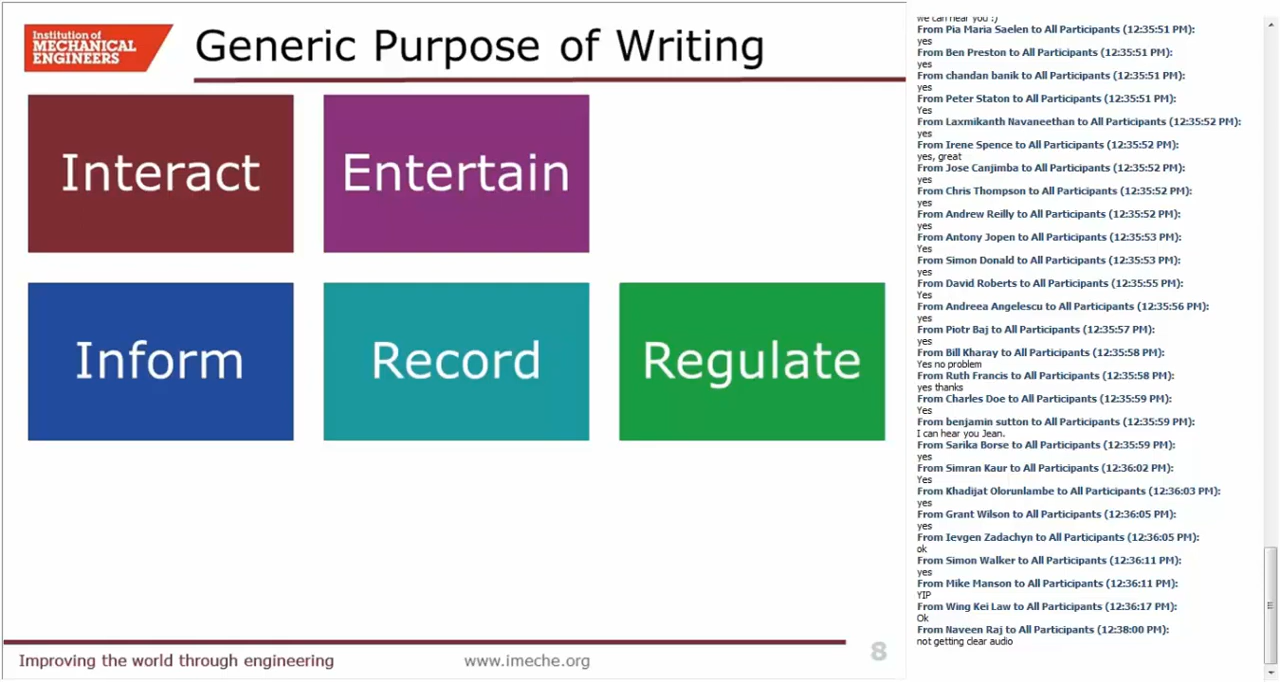 Institution of
MECHANICAL
ENGINEERS
Generic Purpose of Writing
Interact
Entertain
Inform
Record
Regulate
Improving the world through engineering
www.imeche.org
8
we can hear you :)
From Pia Maria Saelen to All Participants (12:35:51 PM):
yes
From Ben Preston to All Participants (12:35:51 PM):
yes
From chandan banik to All Participants (12:35:51 PM):
yes
From Peter Staton to All Participants (12:35:51 PM):
Yes
From Laxmikanth Navaneethan to All Participants (12:35:52 PM):
yes
From Irene Spence to All Participants (12:35:52 PM):
yes, great
From Jose Canjimba to All Participants (12:35:52 PM):
yes
From Chris Thompson to All Participants (12:35:52 PM):
yes
From Andrew Reilly to All Participants (12:35:52 PM):
yes
From Antony Jopen to All Participants (12:35:53 PM):
Yes
From Simon Donald to All Participants (12:35:53 PM):
yes
From David Roberts to All Participants (12:35:55 PM):
Yes
From Andreea Angelescu to All Participants (12:35:56 PM):
yes
From Piotr Baj to All Participants (12:35:57 PM):
yes
From Bill Kharay to All Participants (12:35:58 PM):
Yes no problem
From Ruth Francis to All Participants (12:35:58 PM):
yes thanks
From Charles Doe to All Participants (12:35:59 PM):
Yes
From benjamin sutton to All Participants (12:35:59 PM):
I can hear you Jean.
From Sarika Borse to All Participants (12:35:59 PM):
yes
From Simran Kaur to All Participants (12:36:02 PM):
Yes
From Khadijat Olorunlambe to All Participants (12:36:03 PM):
yes
From Grant Wilson to All Participants (12:36:05 PM):
yes
From Ievgen Zadachyn to All Participants (12:36:05 PM):
ok
From Simon Walker to All Participants (12:36:11 PM):
yes
From Mike Manson to All Participants (12:36:11 PM):
YIP
From Wing Kei Law to All Participants (12:36:17 PM):
Ok
From Naveen Raj to All Participants (12:38:00 PM):
not getting clear audio